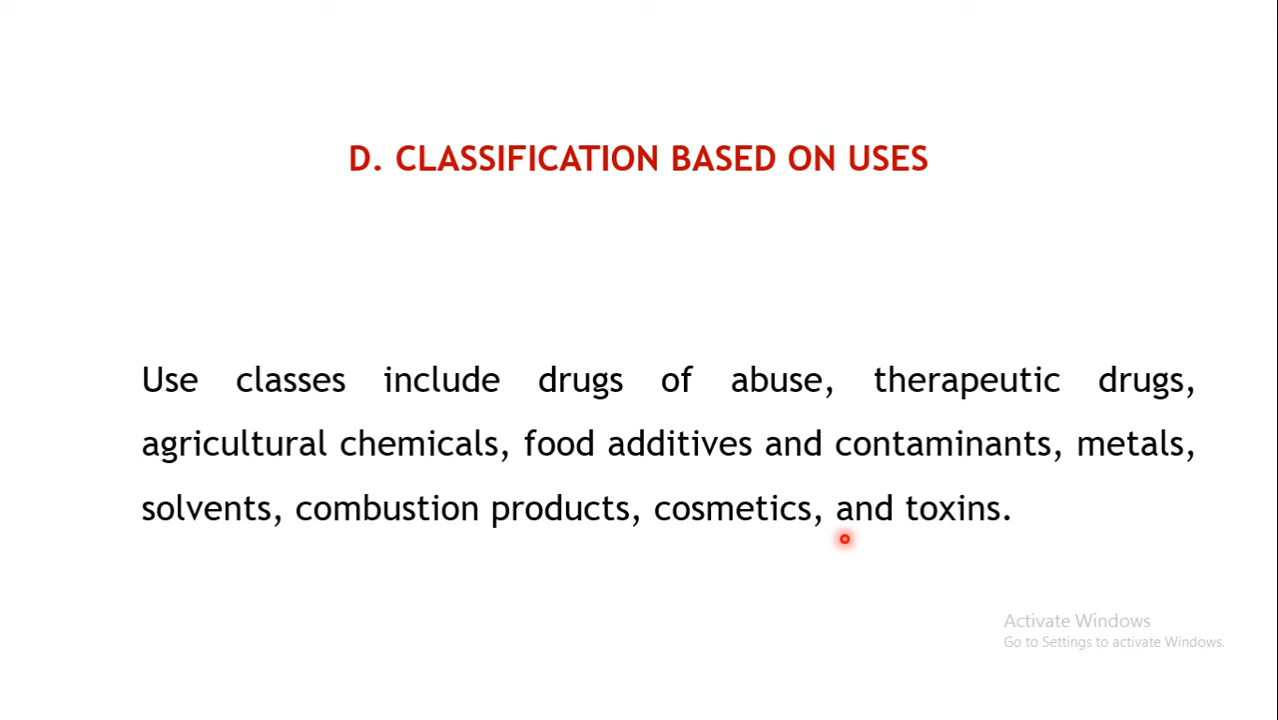 D. CLASSIFICATION BASED ON USES
Use classes include drugs of abuse, therapeutic drugs,
agricultural chemicals, food additives and contaminants, metals,
solvents, combustion products, cosmetics, and toxins.
Activate Windows
Go to Settings to activate Windows.